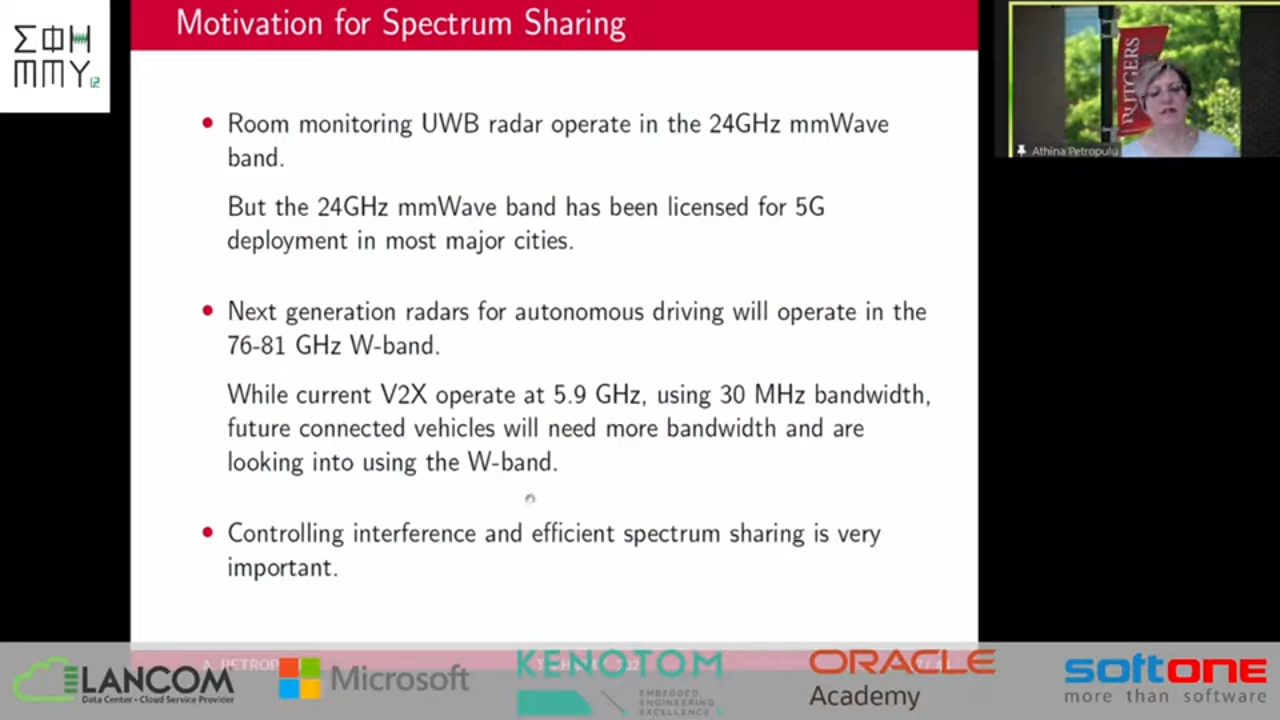 ΣΦΗ
ΜΜΥ 12
Motivation for Spectrum Sharing
Room monitoring UWB radar operate in the 24GHz mmWave
band.
But the 24GHz mmWave band has been licensed for 5G
deployment in most major cities.
Next generation radars for autonomous driving will operate in the
76-81 GHz W-band.
While current V2X operate at 5.9 GHz, using 30 MHz bandwidth,
future connected vehicles will need more bandwidth and are
looking into using the W-band.
Controlling interference and efficient spectrum sharing is very
important.
RUTGERS
Athina Petropulu
LANCOM
Data Center - Cloud Service Provider
Microsoft
KENOTOM
EMBEDDED
ENGINEERING
EXCELLENCE
ORACLE
Academy
softone
more than software